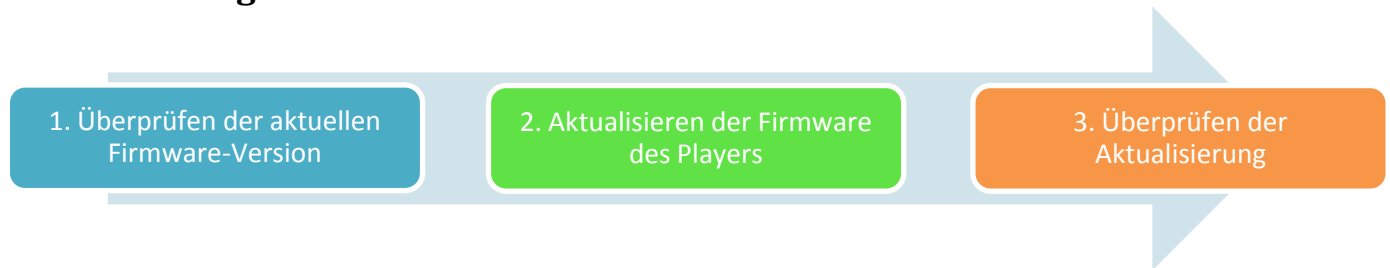 1. Überprüfen der aktuellen
Firmware-Version
2. Aktualisieren der Firmware
des Players
3. Überprüfen der
Aktualisierung